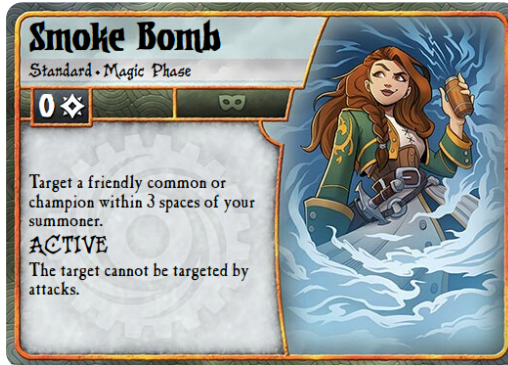 Smoke Bomb
Standard • Magic Phase
0
Target a friendly common or
champion within 3 spaces of your
summoner.
ACTIVE
The target cannot be targeted by
attacks.